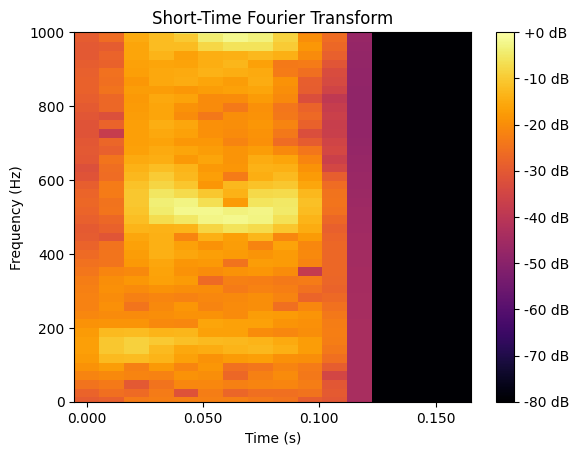 Short-Time Fourier Transform
Frequency (Hz)
1000
800
600
400
200
0
0.000 0.050 0.100 0.150
Time (s)
+0 dB
-10 dB
-20 dB
-30 dB
-40 dB
-50 dB
-60 dB
-70 dB
-80 dB